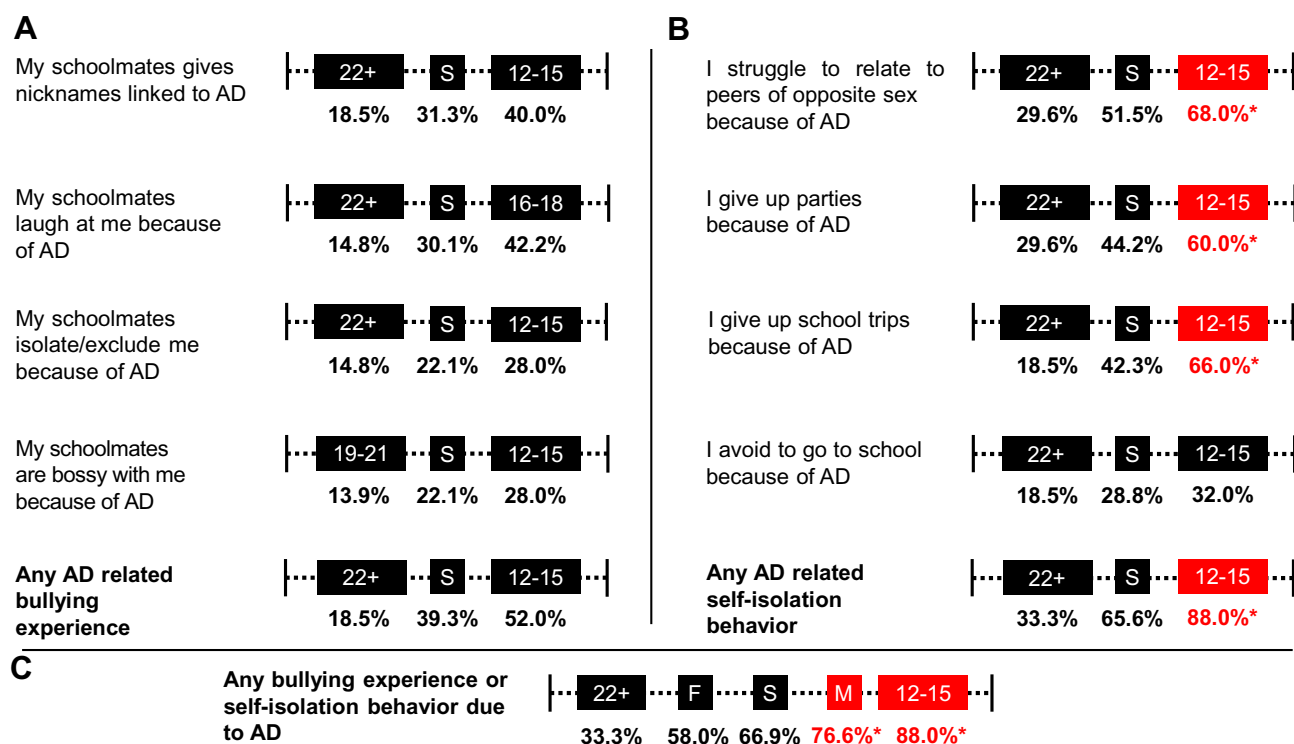 A
My schoolmates gives
nicknames linked to AD
22+ S 12-15
18.5% 31.3% 40.0%
My schoolmates
laugh at me because
of AD
22+ S 16-18
14.8% 30.1% 42.2%
My schoolmates
isolate/exclude me
because of AD
22+ S 12-15
14.8% 22.1% 28.0%
My schoolmates
are bossy with me
because of AD
19-21 S 12-15
13.9% 22.1% 28.0%
Any AD related
bullying
experience
22+ S 12-15
18.5% 39.3% 52.0%
B
I struggle to relate to
peers of opposite sex
because of AD
22+ S 12-15
29.6% 51.5% 68.0%*
I give up parties
because of AD
22+ S 12-15
29.6% 44.2% 60.0%*
I give up school trips
because of AD
22+ S 12-15
18.5% 42.3% 66.0%*
I avoid to go to school
because of AD
22+ S 12-15
18.5% 28.8% 32.0%
Any AD related
self-isolation
behavior
22+ S 12-15
33.3% 65.6% 88.0%*
C
Any bullying experience or
self-isolation behavior due
to AD
22+ F S M 12-15
33.3% 58.0% 66.9% 76.6%* 88.0%*